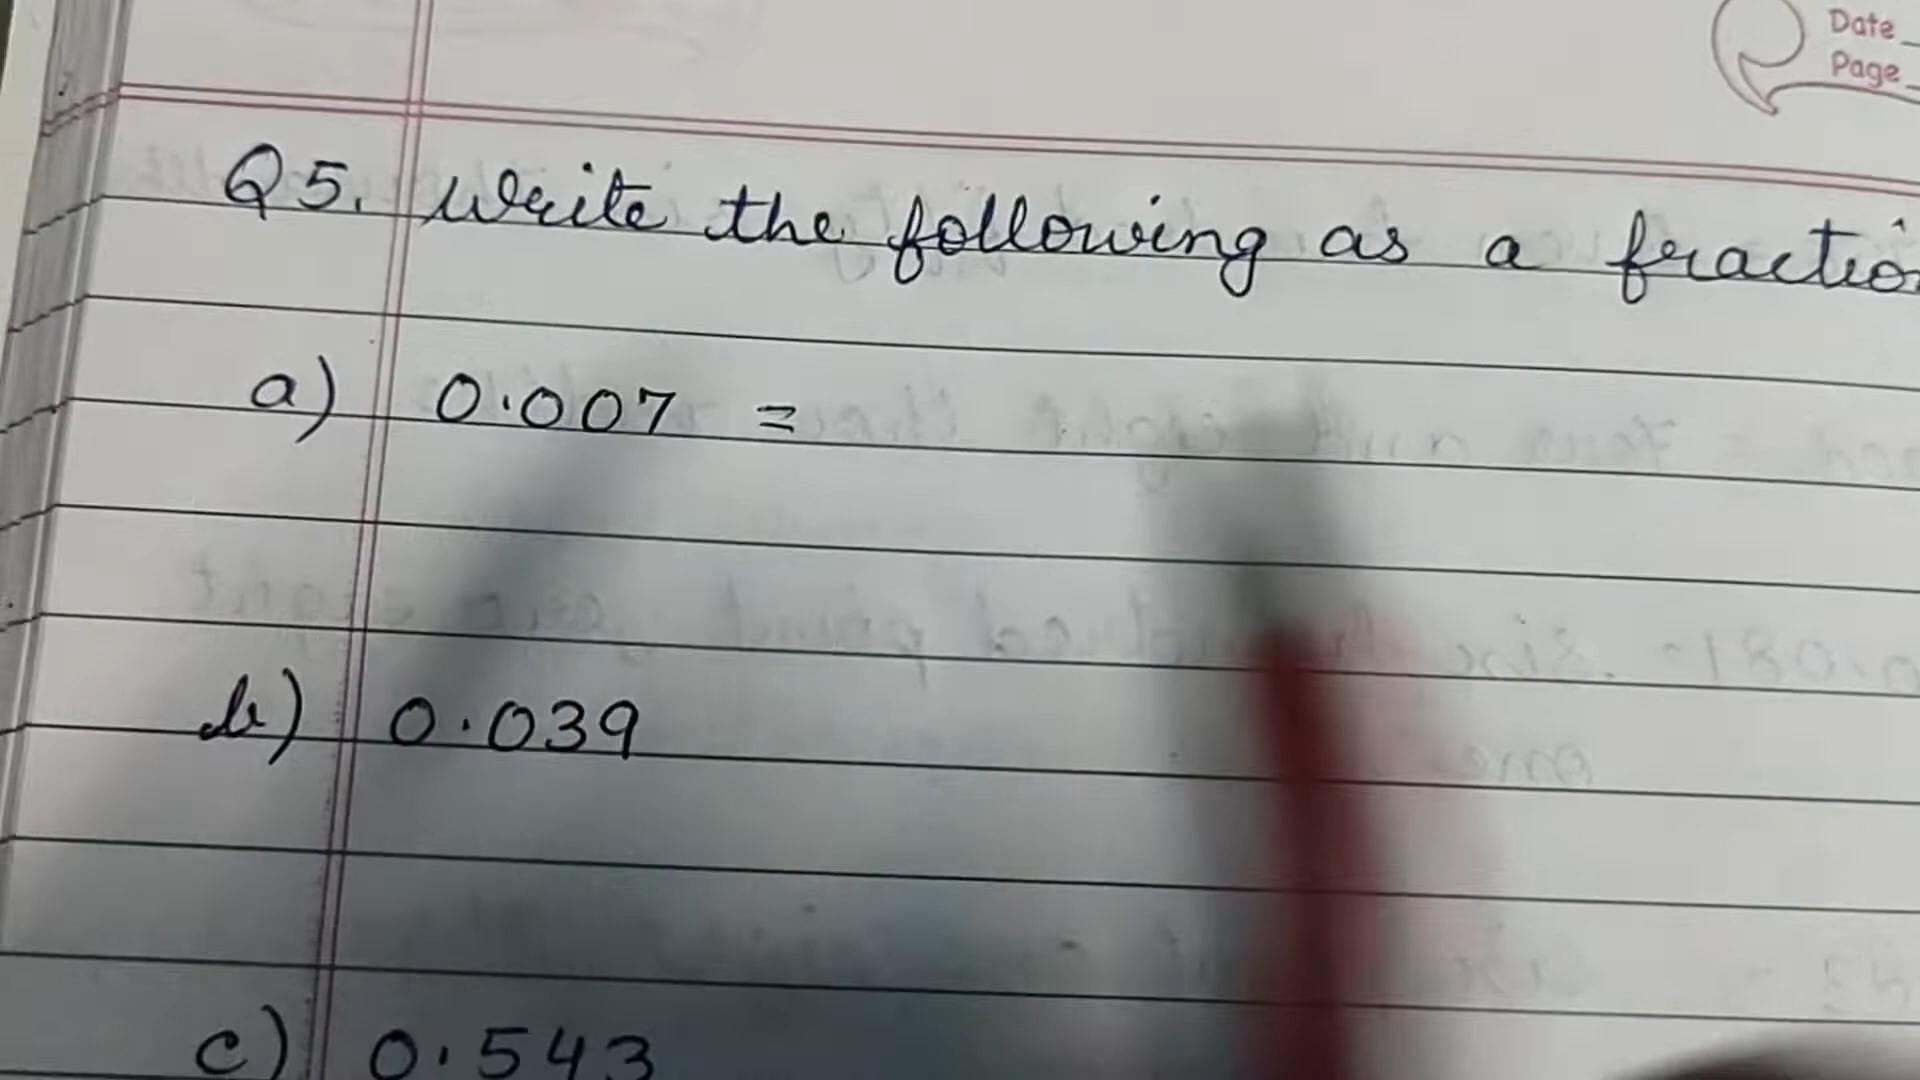 Date
Page
Q5. Write the following as a fractio
a) 0.007 =
b) 0.039
c) 0.543